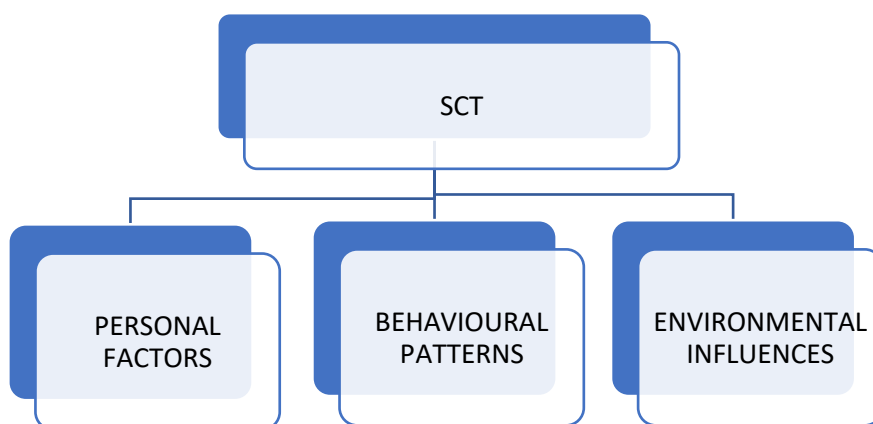 SCT
PERSONAL
FACTORS
BEHAVIOURAL
PATTERNS
ENVIRONMENTAL
INFLUENCES